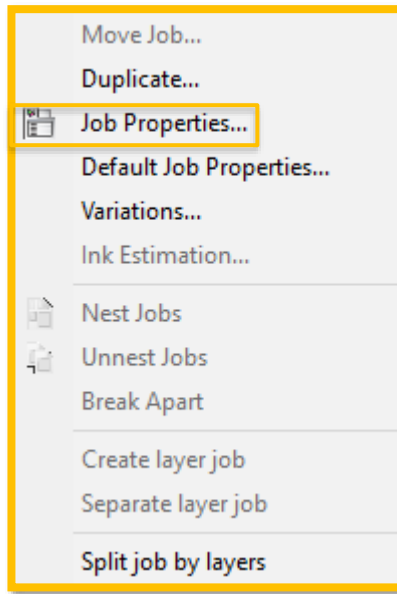 Move Job...
Duplicate...
Job Properties...
Default Job Properties...
Variations...
Ink Estimation...
Nest Jobs
Unnest Jobs
Break Apart
Create layer job
Separate layer job
Split job by layers